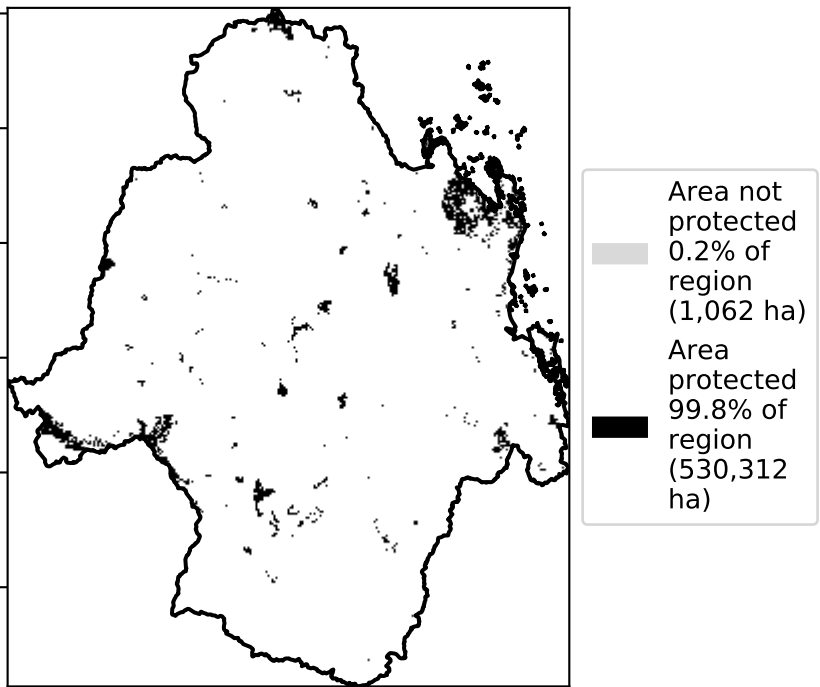 Area not
protected
0.2% of
region
(1,062 ha)
Area
protected
99.8% of
region
(530,312
ha)